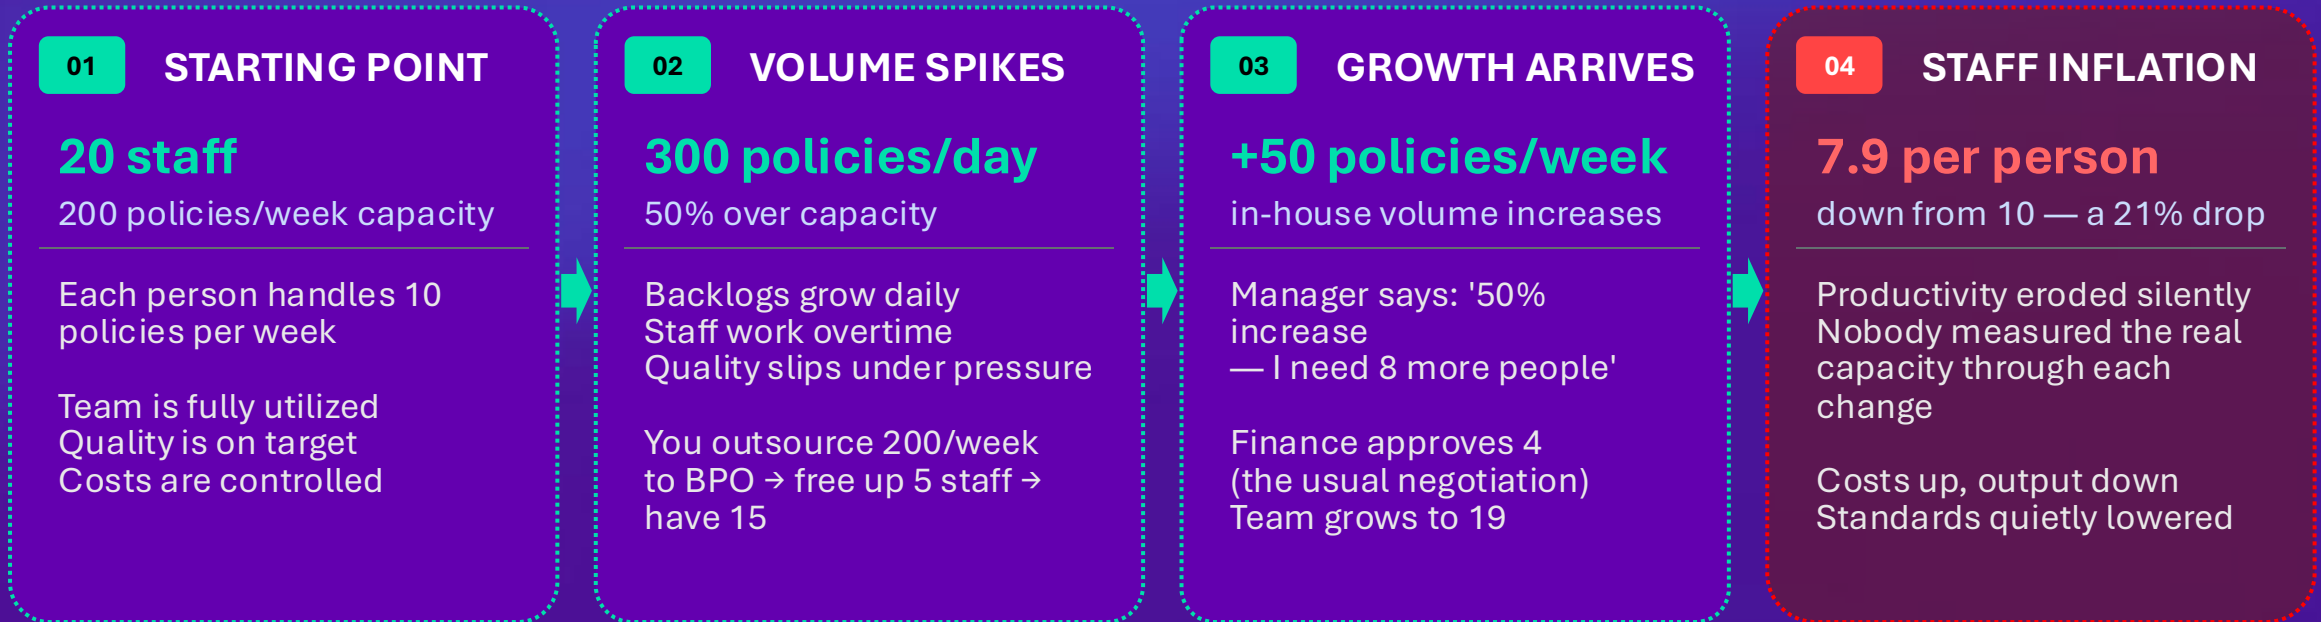 01 STARTING POINT
20 staff
200 policies/week capacity
Each person handles 10
policies per week
Team is fully utilized
Quality is on target
Costs are controlled
02 VOLUME SPIKES
300 policies/day
50% over capacity
Backlogs grow daily
Staff work overtime
Quality slips under pressure
You outsource 200/week
to BPO → free up 5 staff →
have 15
03 GROWTH ARRIVES
+50 policies/week
in-house volume increases
Manager says: '50%
increase
— I need 8 more people'
Finance approves 4
(the usual negotiation)
Team grows to 19
04 STAFF INFLATION
7.9 per person
down from 10 — a 21% drop
Productivity eroded silently
Nobody measured the real
capacity through each
change
Costs up, output down
Standards quietly lowered